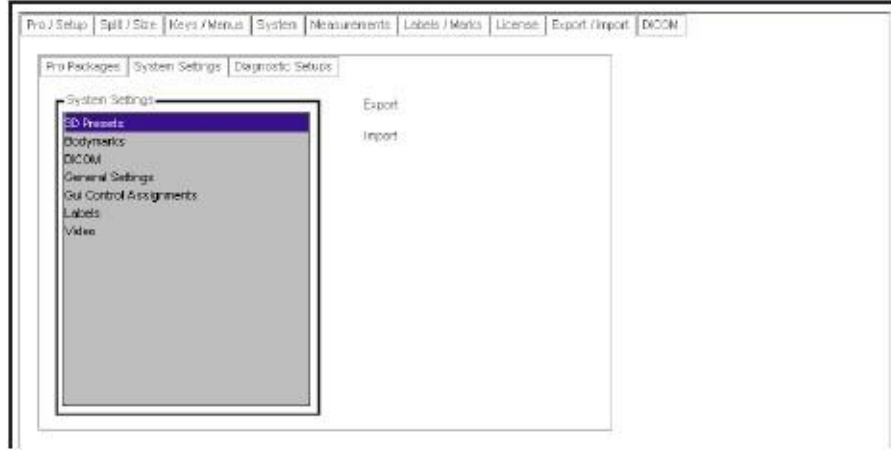 Pro / Setup Split / Size Keys / Menus System Measurements Labels / Marks License Export / Import DICOM
Pro Packages System Settings Diagnostic Setups
System Settings
3D Presets
Export
Bodymarks
Import
DICOM
General Settings
Gui Control Assignments
Labels
Video